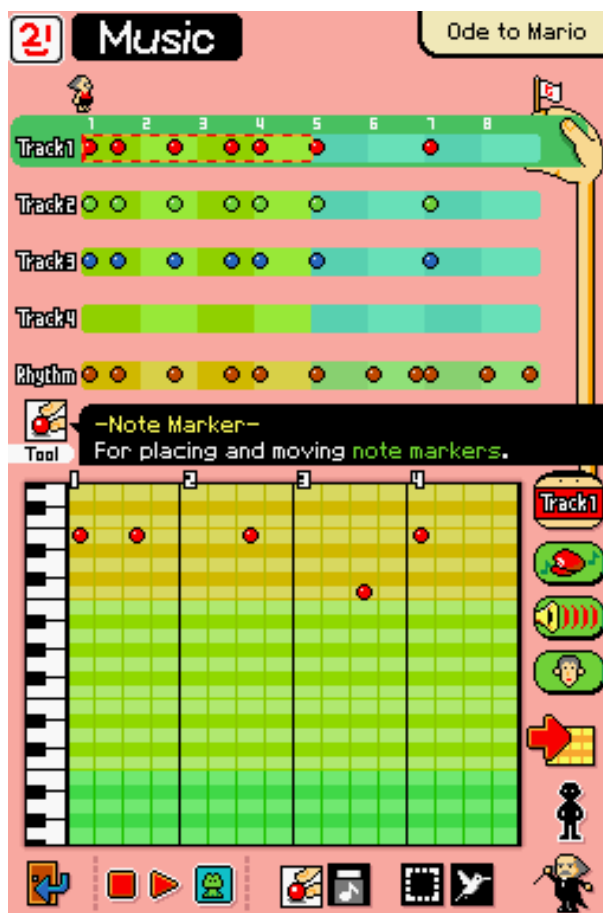 Music
Ode to Mario
1 2 3 4 5 6 7 8
Track1
Track2
Track3
Track4
Rhythm
-Note Marker-
For placing and moving note markers.
Tool
1 2 3 4
Track1